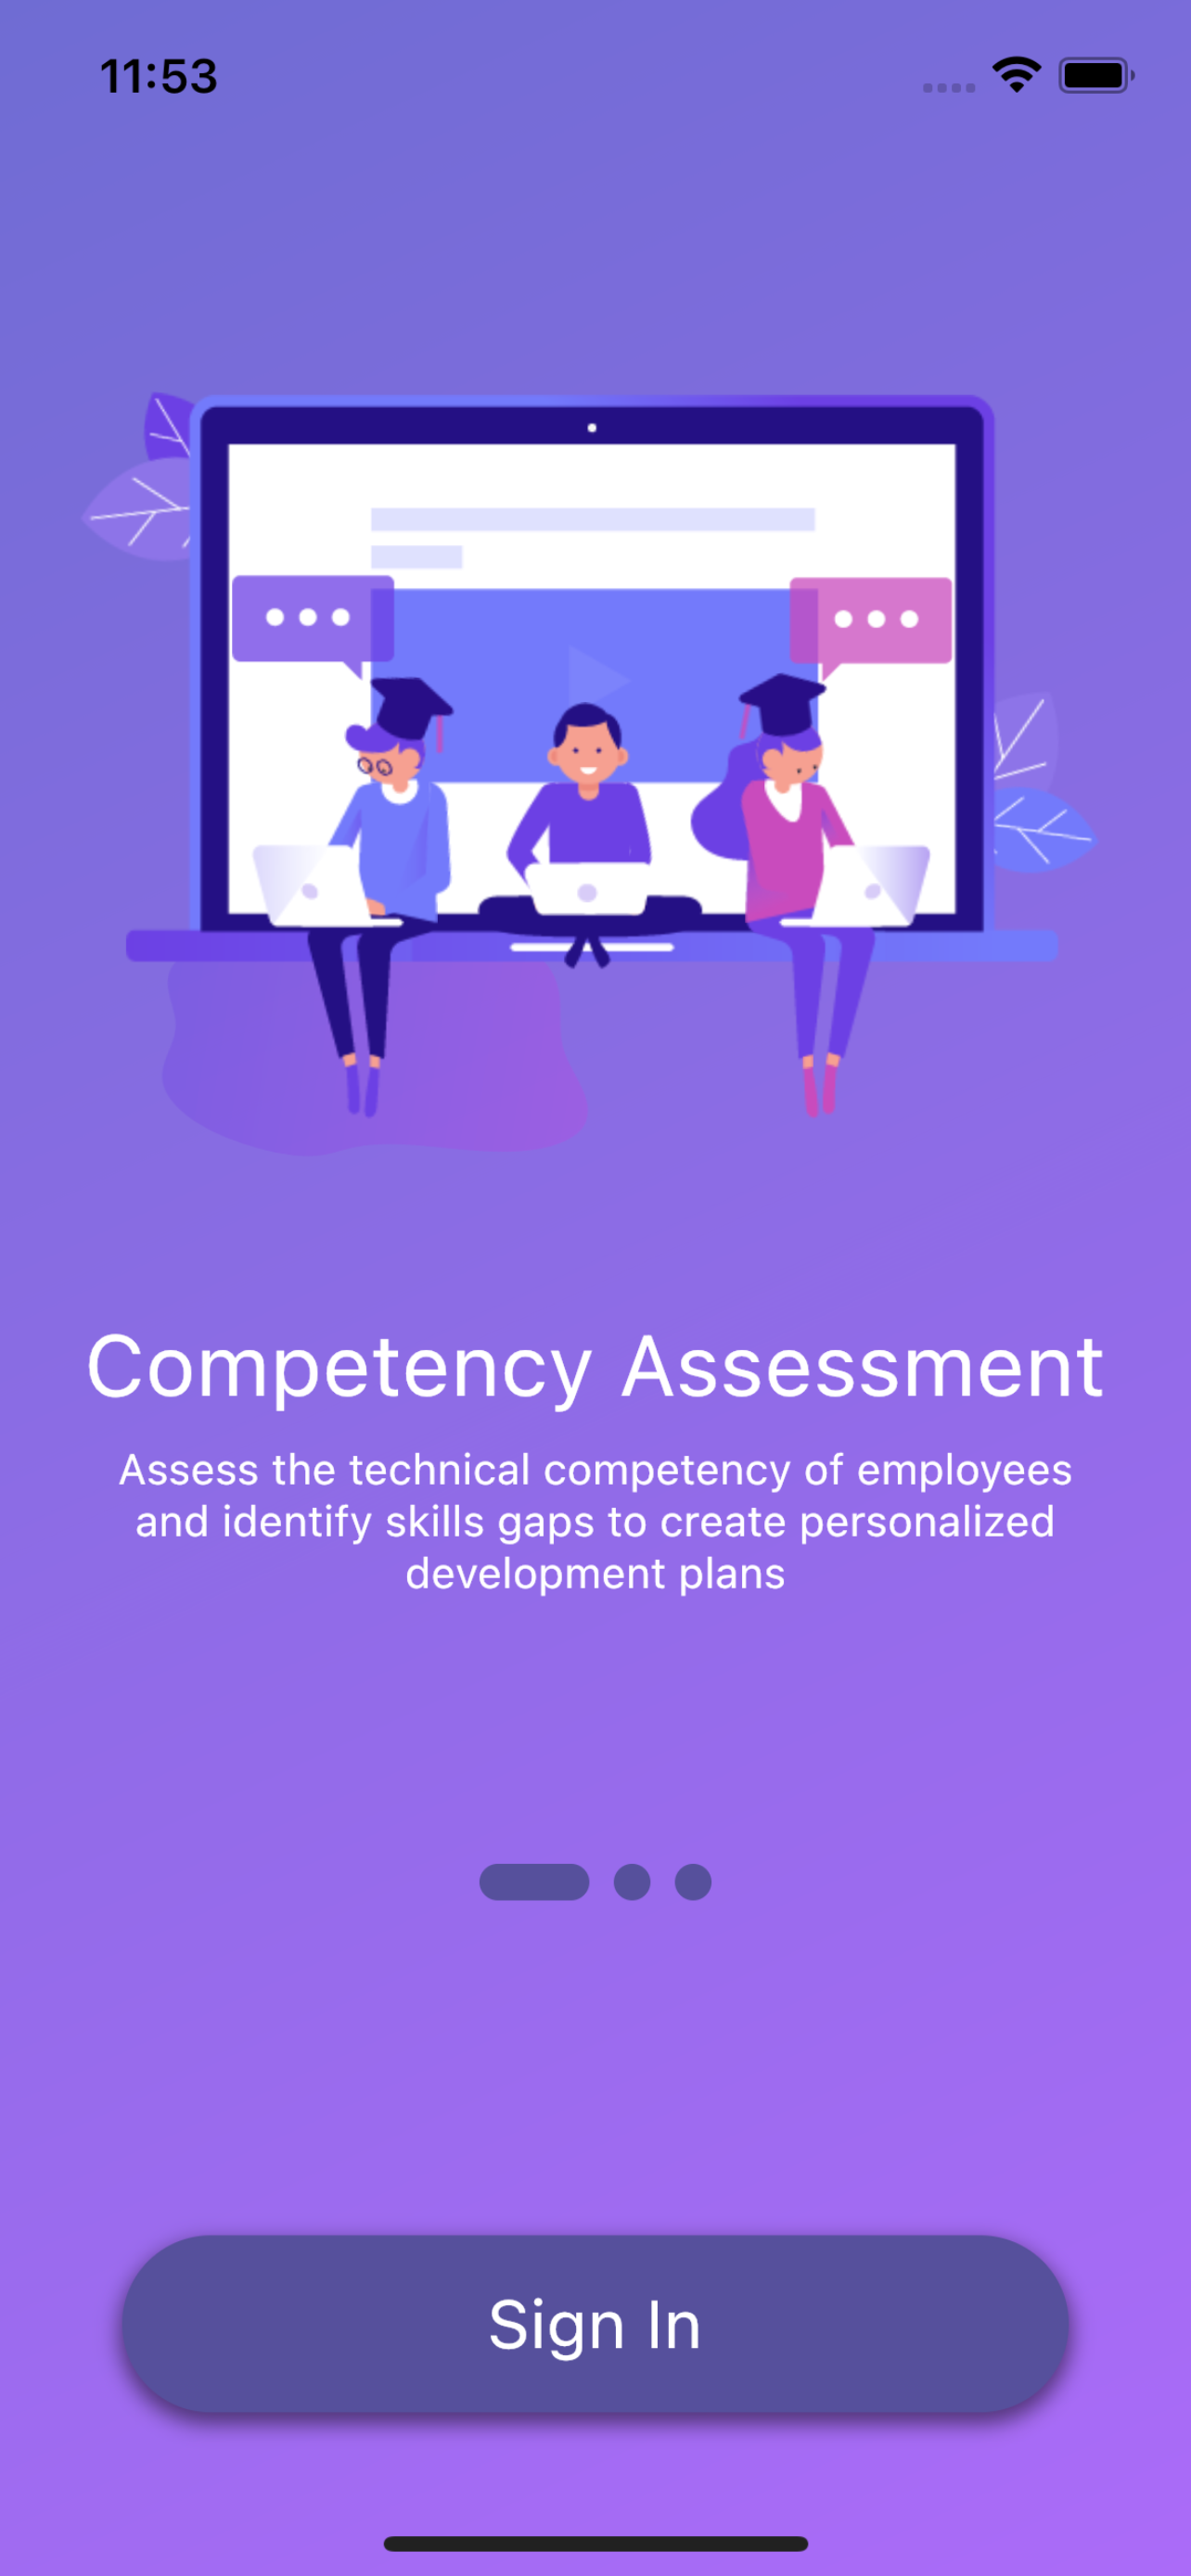 11:53
Competency Assessment
Assess the technical competency of employees
and identify skills gaps to create personalized
development plans
Sign In